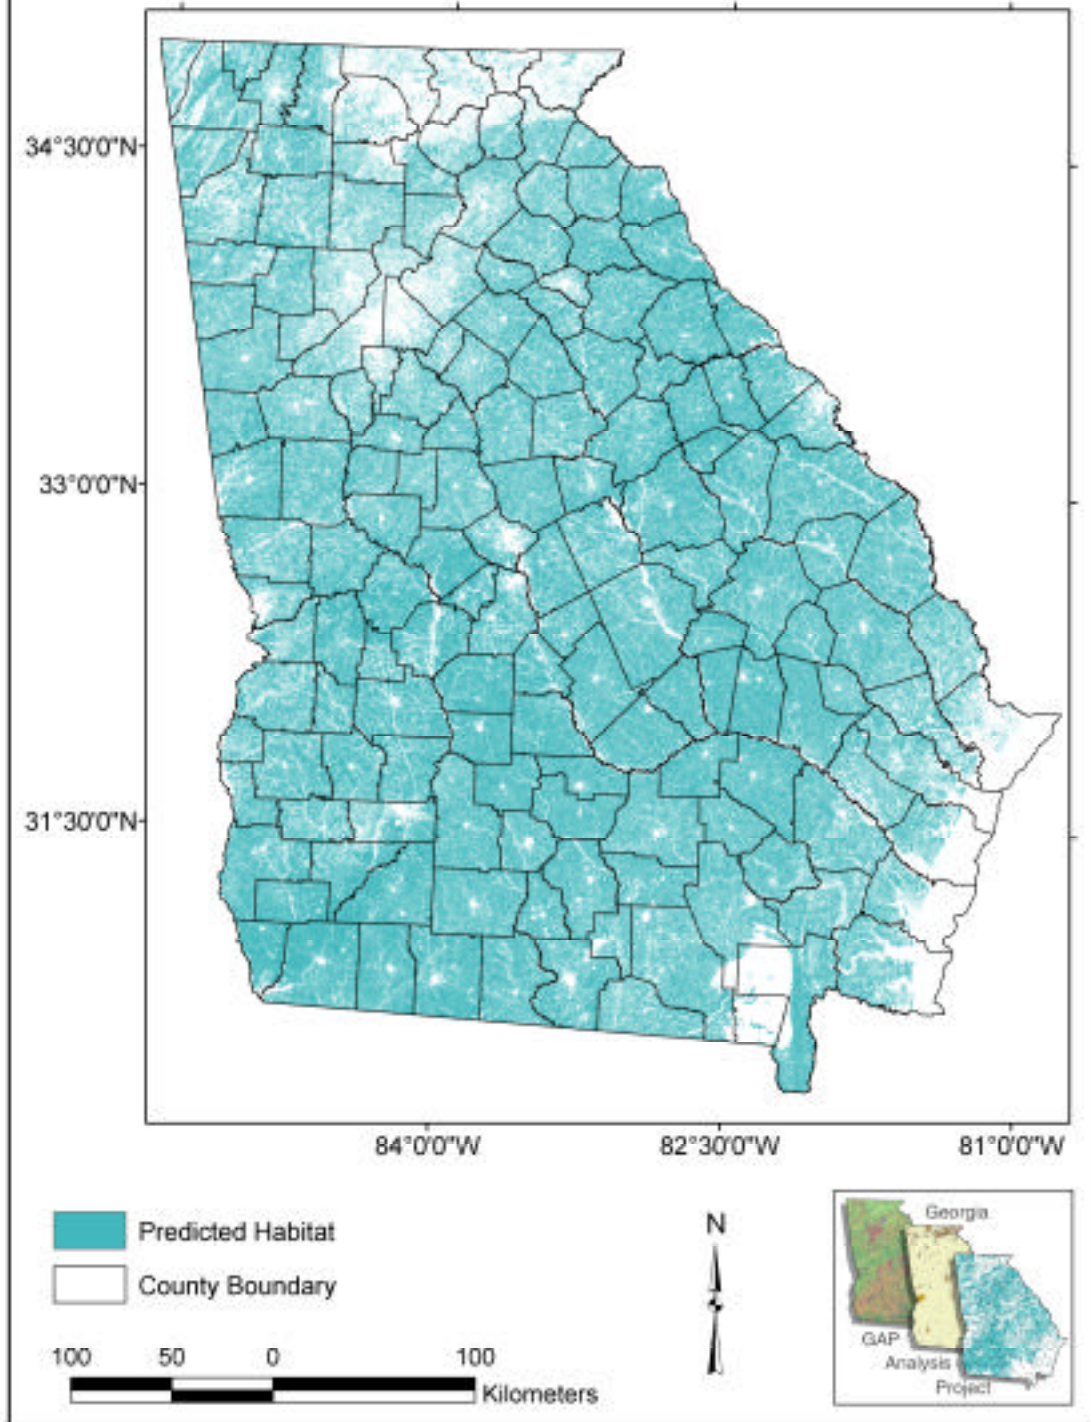 34°30'0"N
33°0'0"N
31°30'0"N
84°0'0"W 82°30'0"W 81°0'0"W
Predicted Habitat
County Boundary
N
100 50 0 100
Kilometers
Georgia
GAP
Analysis
Project